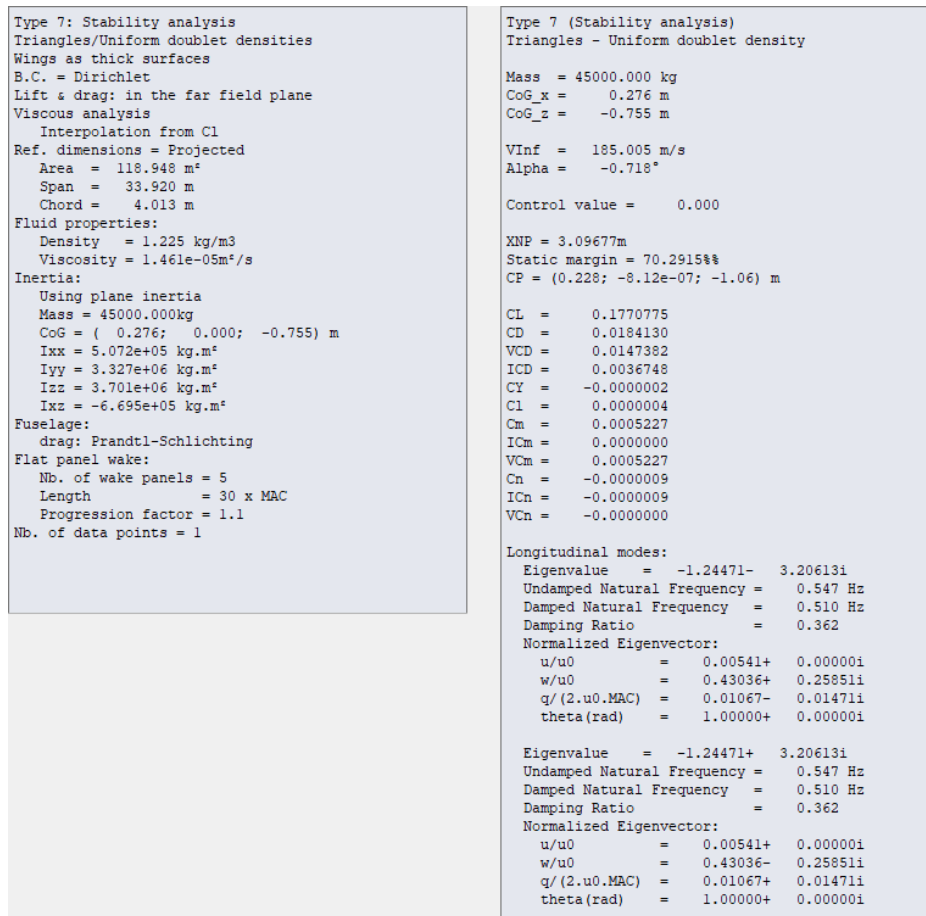 Type 7: Stability analysis
Triangles/Uniform doublet densities
Wings as thick surfaces
B.C. = Dirichlet
Lift & drag: in the far field plane
Viscous analysis
Interpolation from Cl
Ref. dimensions = Projected
Area = 118.948 m²
Span = 33.920 m
Chord = 4.013 m
Fluid properties:
Density = 1.225 kg/m3
Viscosity = 1.461e-05m²/s
Inertia:
Using plane inertia
Mass = 45000.000kg
CoG = ( 0.276; 0.000; -0.755) m
Ixx = 5.072e+05 kg.m²
Iyy = 3.327e+06 kg.m²
Izz = 3.701e+06 kg.m²
Ixz = -6.695e+05 kg.m²
Fuselage:
drag: Prandtl-Schlichting
Flat panel wake:
Nb. of wake panels = 5
Length = 30 x MAC
Progression factor = 1.1
Nb. of data points = 1
Type 7 (Stability analysis)
Triangles - Uniform doublet density
Mass = 45000.000 kg
CoG_x = 0.276 m
CoG_z = -0.755 m
VInf = 185.005 m/s
Alpha = -0.718°
Control value = 0.000
XNP = 3.09677m
Static margin = 70.2915%%
CP = (0.228; -8.12e-07; -1.06) m
CL = 0.1770775
CD = 0.0184130
VCD = 0.0147382
ICD = 0.0036748
CY = -0.0000002
Cl = 0.0000004
Cm = 0.0005227
ICm = 0.0000000
VCm = 0.0005227
Cn = -0.0000009
ICn = -0.0000009
VCn = -0.0000000
Longitudinal modes:
Eigenvalue = -1.24471- 3.20613i
Undamped Natural Frequency = 0.547 Hz
Damped Natural Frequency = 0.510 Hz
Damping Ratio = 0.362
Normalized Eigenvector:
u/u0 = 0.00541+ 0.00000i
w/u0 = 0.43036+ 0.25851i
q/(2.u0.MAC) = 0.01067- 0.01471i
theta(rad) = 1.00000+ 0.00000i
Eigenvalue = -1.24471+ 3.20613i
Undamped Natural Frequency = 0.547 Hz
Damped Natural Frequency = 0.510 Hz
Damping Ratio = 0.362
Normalized Eigenvector:
u/u0 = 0.00541+ 0.00000i
w/u0 = 0.43036- 0.25851i
q/(2.u0.MAC) = 0.01067+ 0.01471i
theta(rad) = 1.00000+ 0.00000i